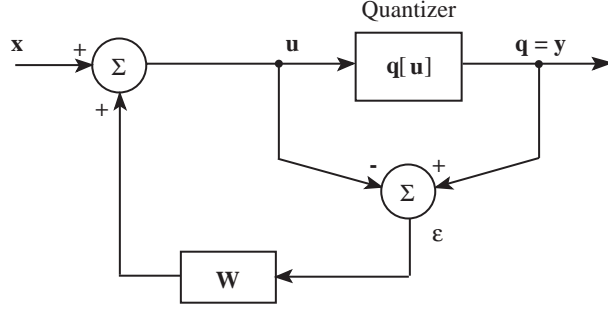 Quantizer
x
+
Σ
u
q[u]
q = y
+
-
+
Σ
ε
W